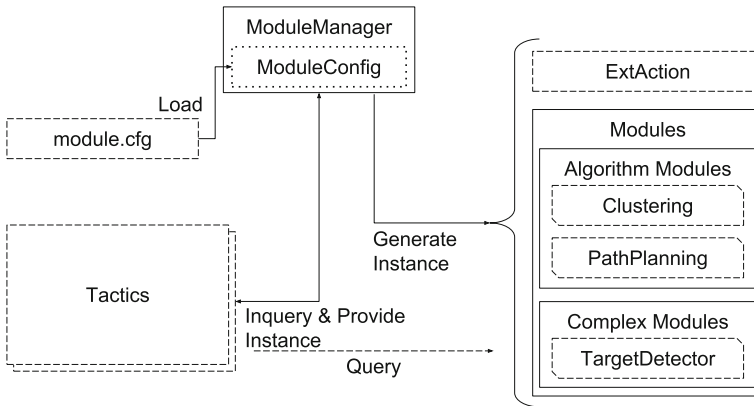 ModuleManager
ModuleConfig
Load
module.cfg
Tactics
Generate
Instance
Inquery & Provide
Instance
Query
ExtAction
Modules
Algorithm Modules
Clustering
PathPlanning
Complex Modules
TargetDetector